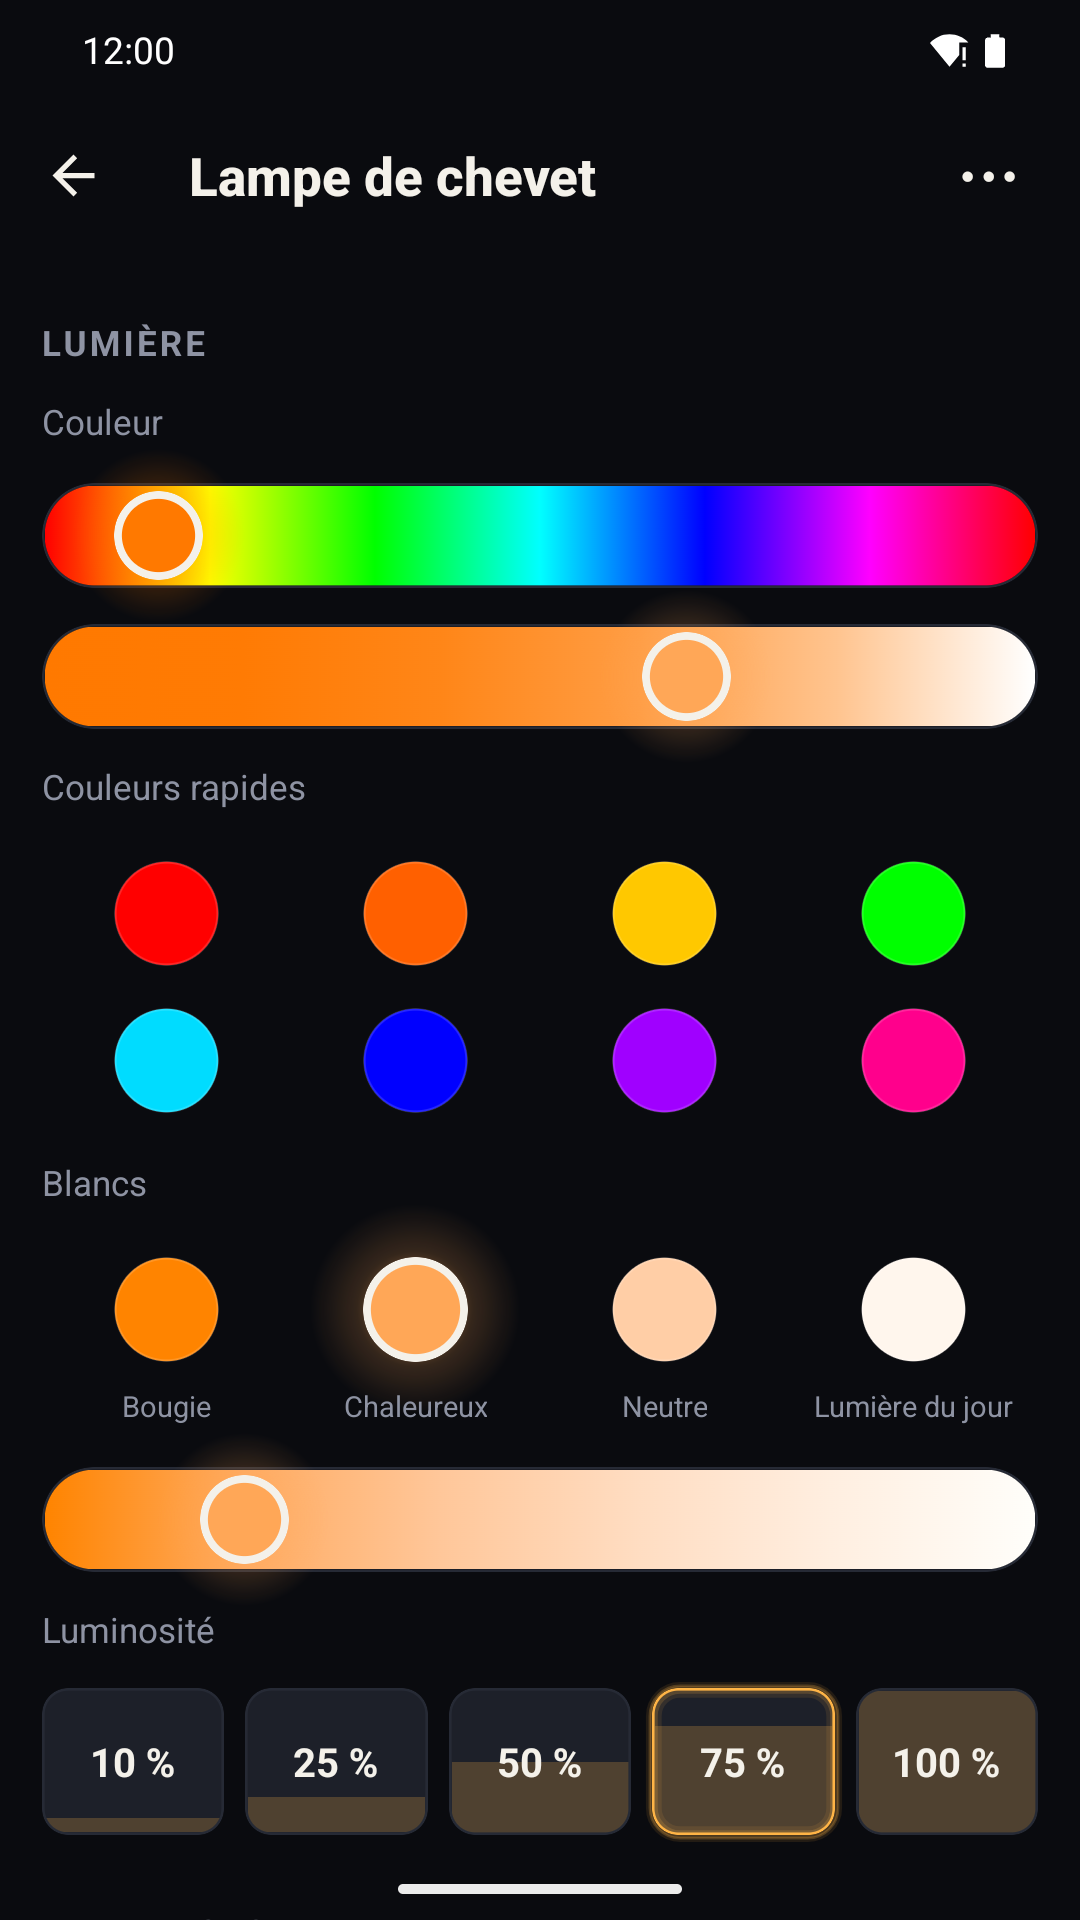 12:00
Lampe de chevet
LUMIÈRE
Couleur
Couleurs rapides
Blancs
Bougie
Chaleureux
Neutre
Lumière du jour
Luminosité
10 %
25 %
50 %
75 %
100 %